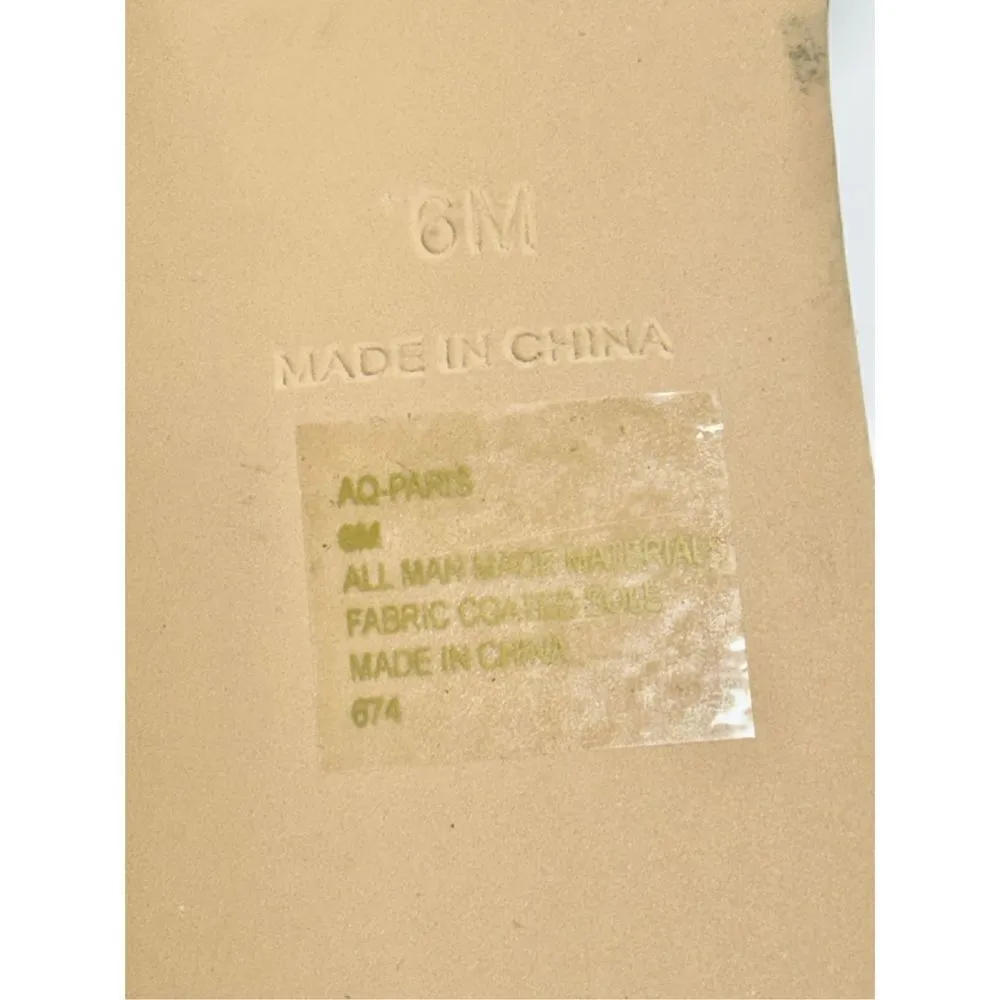 6M
MADE IN CHINA
AQ-PARIS
6M
ALL MAN MADE MATERIALS
FABRIC COATED SOLE
MADE IN CHINA
674